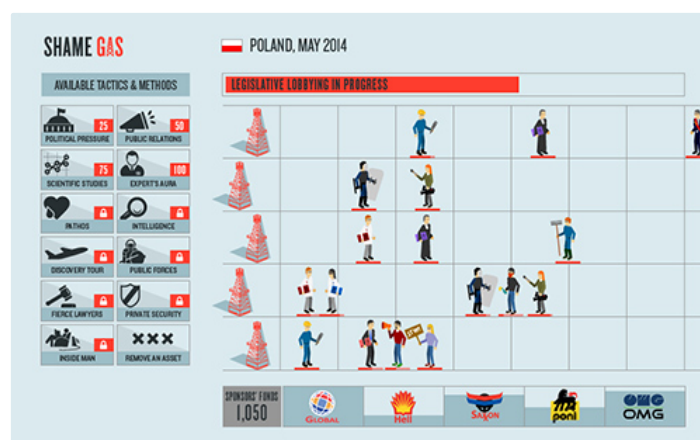 SHAME GAS
POLAND, MAY 2014
AVAILABLE TACTICS & METHODS
LEGISLATIVE LOBBYING IN PROGRESS
25
POLITICAL PRESSURE
50
PUBLIC RELATIONS
75
SCIENTIFIC STUDIES
100
EXPERT'S AURA
PATHOS
INTELLIGENCE
DISCOVERY TOUR
PUBLIC FORCES
FIERCE LAWYERS
PRIVATE SECURITY
INSIDE MAN
REMOVE AN ASSET
STOP
SPONSORS' FUNDS
1,050
GLOBAL
Hell
SAXON
poni
OMG
OMG